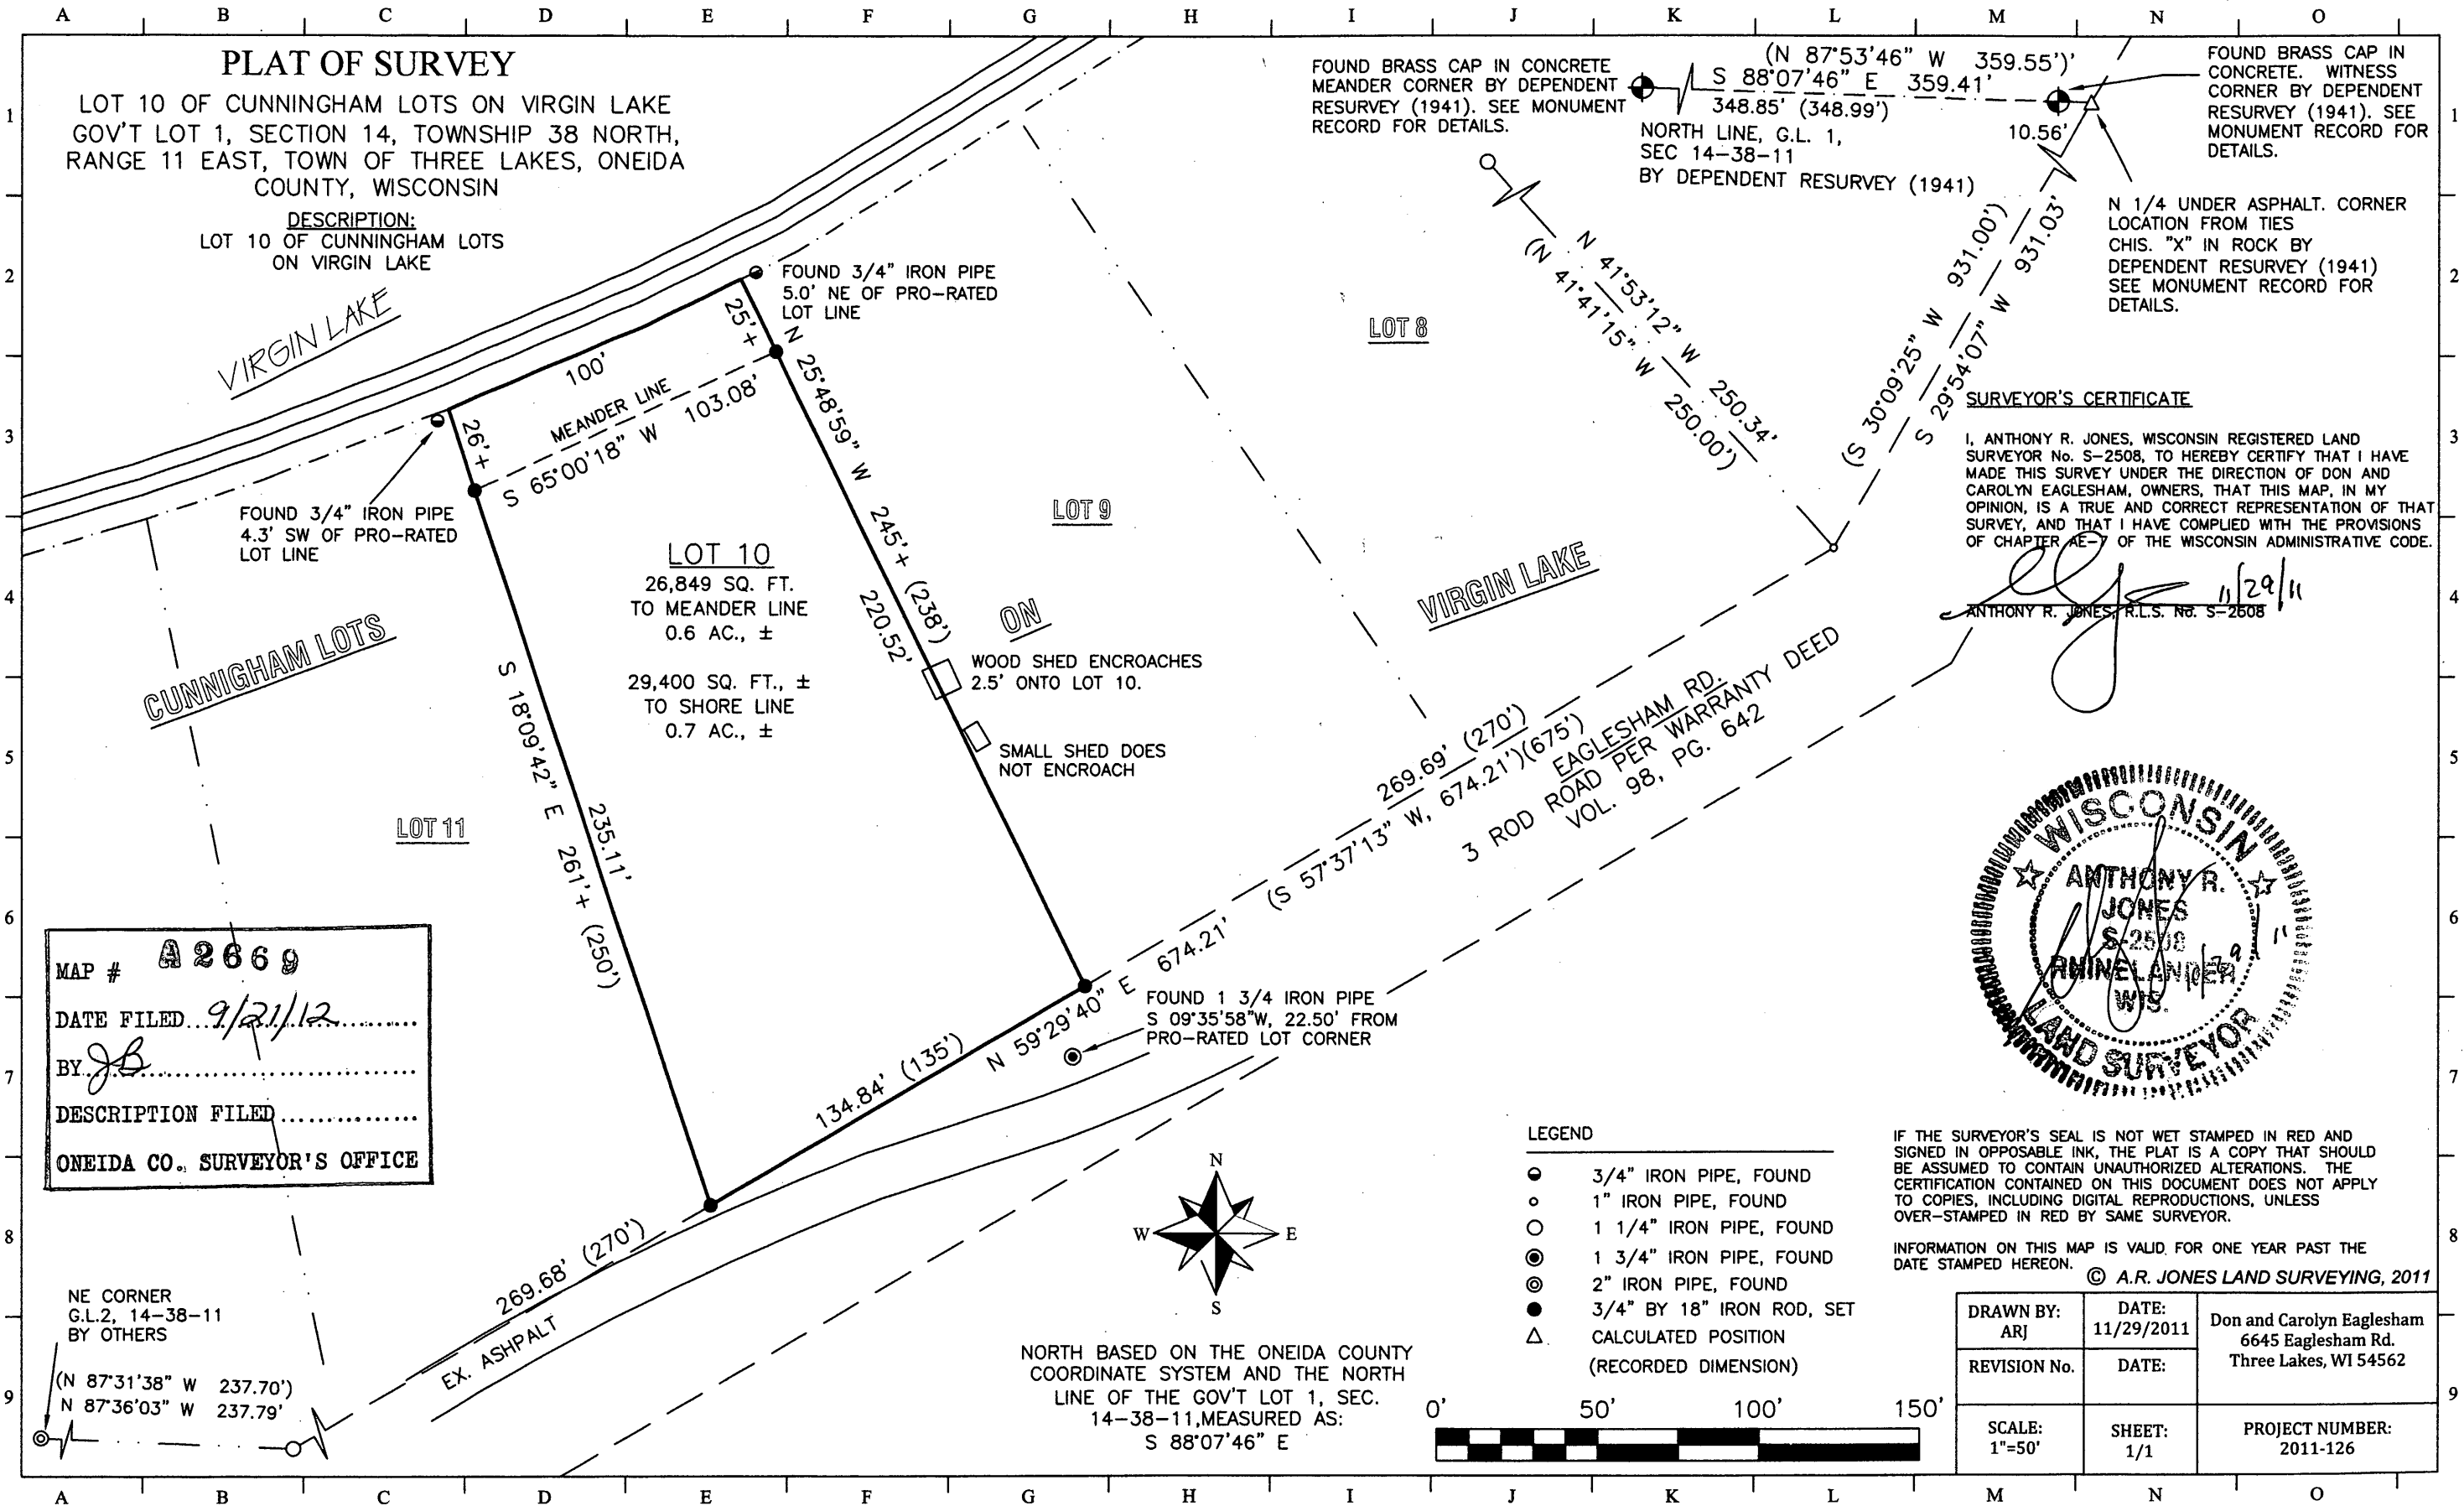 A B C D E F G H I J K L M N O
PLAT OF SURVEY
LOT 10 OF CUNNINGHAM LOTS ON VIRGIN LAKE
GOV'T LOT 1, SECTION 14, TOWNSHIP 38 NORTH,
RANGE 11 EAST, TOWN OF THREE LAKES, ONEIDA
COUNTY, WISCONSIN
DESCRIPTION:
LOT 10 OF CUNNINGHAM LOTS
ON VIRGIN LAKE
FOUND BRASS CAP IN CONCRETE
MEANDER CORNER BY DEPENDENT
RESURVEY (1941). SEE MONUMENT
RECORD FOR DETAILS.
(N 87°53'46" W 359.55')'
S 88°07'46" E 359.41'
348.85' (348.99')
10.56'
NORTH LINE, G.L. 1,
SEC 14-38-11
BY DEPENDENT RESURVEY (1941)
FOUND BRASS CAP IN
CONCRETE. WITNESS
CORNER BY DEPENDENT
RESURVEY (1941). SEE
MONUMENT RECORD FOR
DETAILS.
N 1/4 UNDER ASPHALT. CORNER
LOCATION FROM TIES
CHIS. "X" IN ROCK BY
DEPENDENT RESURVEY (1941)
SEE MONUMENT RECORD FOR
DETAILS.
VIRGIN LAKE
FOUND 3/4" IRON PIPE
5.0' NE OF PRO-RATED
LOT LINE
25'+
100'
MEANDER LINE
S 65°00'18" W 103.08'
26'+
FOUND 3/4" IRON PIPE
4.3' SW OF PRO-RATED
LOT LINE
N 25°48'59" W 245'+ (238')
220.52'
LOT 8
LOT 9
N 41°53'12" W 250.34'
(N 41°41'15" W 250.00')
(S 30°09'25" W 931.00')
S 29°54'07" W 931.03'
SURVEYOR'S CERTIFICATE
I, ANTHONY R. JONES, WISCONSIN REGISTERED LAND
SURVEYOR No. S-2508, TO HEREBY CERTIFY THAT I HAVE
MADE THIS SURVEY UNDER THE DIRECTION OF DON AND
CAROLYN EAGLESHAM, OWNERS, THAT THIS MAP, IN MY
OPINION, IS A TRUE AND CORRECT REPRESENTATION OF THAT
SURVEY, AND THAT I HAVE COMPLIED WITH THE PROVISIONS
OF CHAPTER AE-7 OF THE WISCONSIN ADMINISTRATIVE CODE.
11/29/11
ANTHONY R. JONES, R.L.S. No. S-2508
LOT 10
26,849 SQ. FT.
TO MEANDER LINE
0.6 AC., ±
29,400 SQ. FT., ±
TO SHORE LINE
0.7 AC., ±
CUNNIGHAM LOTS
ON
VIRGIN LAKE
WOOD SHED ENCROACHES
2.5' ONTO LOT 10.
SMALL SHED DOES
NOT ENCROACH
LOT 11
S 18°09'42" E 261'+ (250')
235.11'
269.69' (270')
(S 57°37'13" W, 674.21')(675')
EAGLESHAM RD.
3 ROD ROAD PER WARRANTY DEED
VOL. 98, PG. 642
N 59°29'40" E 674.21'
134.84' (135')
FOUND 1 3/4 IRON PIPE
S 09°35'58"W, 22.50' FROM
PRO-RATED LOT CORNER
WISCONSIN
ANTHONY R.
JONES
S-2508
RHINELANDER
WIS.
LAND SURVEYOR
MAP # A2669
DATE FILED 9/21/12
BY JB
DESCRIPTION FILED
ONEIDA CO. SURVEYOR'S OFFICE
269.68' (270')
EX. ASHPALT
NE CORNER
G.L.2, 14-38-11
BY OTHERS
(N 87°31'38" W 237.70')
N 87°36'03" W 237.79'
N
W E
S
NORTH BASED ON THE ONEIDA COUNTY
COORDINATE SYSTEM AND THE NORTH
LINE OF THE GOV'T LOT 1, SEC.
14-38-11,MEASURED AS:
S 88°07'46" E
LEGEND
3/4" IRON PIPE, FOUND
1" IRON PIPE, FOUND
1 1/4" IRON PIPE, FOUND
1 3/4" IRON PIPE, FOUND
2" IRON PIPE, FOUND
3/4" BY 18" IRON ROD, SET
CALCULATED POSITION
(RECORDED DIMENSION)
0' 50' 100' 150'
IF THE SURVEYOR'S SEAL IS NOT WET STAMPED IN RED AND
SIGNED IN OPPOSABLE INK, THE PLAT IS A COPY THAT SHOULD
BE ASSUMED TO CONTAIN UNAUTHORIZED ALTERATIONS. THE
CERTIFICATION CONTAINED ON THIS DOCUMENT DOES NOT APPLY
TO COPIES, INCLUDING DIGITAL REPRODUCTIONS, UNLESS
OVER-STAMPED IN RED BY SAME SURVEYOR.
INFORMATION ON THIS MAP IS VALID FOR ONE YEAR PAST THE
DATE STAMPED HEREON.
© A.R. JONES LAND SURVEYING, 2011
DRAWN BY:
ARJ
DATE:
11/29/2011
Don and Carolyn Eaglesham
6645 Eaglesham Rd.
Three Lakes, WI 54562
REVISION No.
DATE:
SCALE:
1"=50'
SHEET:
1/1
PROJECT NUMBER:
2011-126
1 2 3 4 5 6 7 8 9
1 2 3 4 5 6 7 8 9
A B C D E F G H I J K L M N O